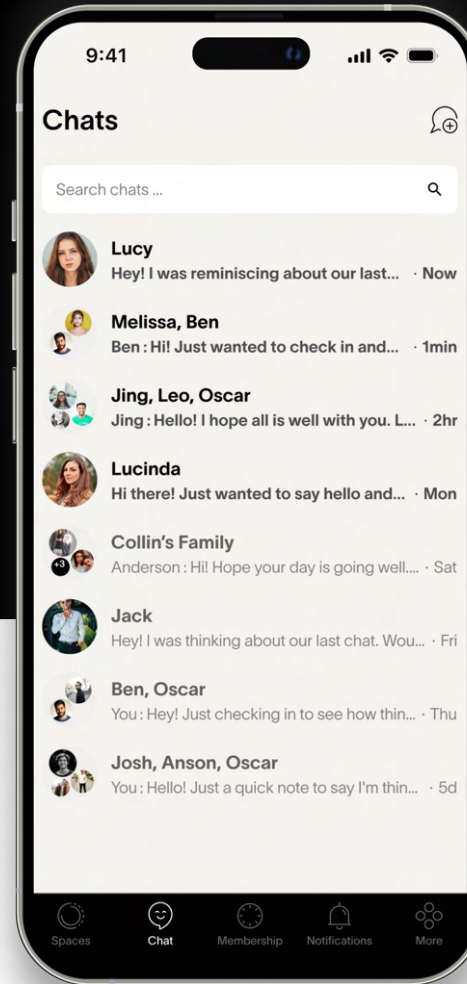 9:41
Chats
Search chats ...
Lucy
Hey! I was reminiscing about our last... · Now
Melissa, Ben
Ben : Hi! Just wanted to check in and... · 1min
Jing, Leo, Oscar
Jing : Hello! I hope all is well with you. L... · 2hr
Lucinda
Hi there! Just wanted to say hello and... · Mon
Collin’s Family
+3
Anderson : Hi! Hope your day is going well.... · Sat
Jack
Hey! I was thinking about our last chat. Wou... · Fri
Ben, Oscar
You : Hey! Just checking in to see how thin... · Thu
Josh, Anson, Oscar
You : Hello! Just a quick note to say I'm thin... · 5d
Spaces Chat Membership Notifications More